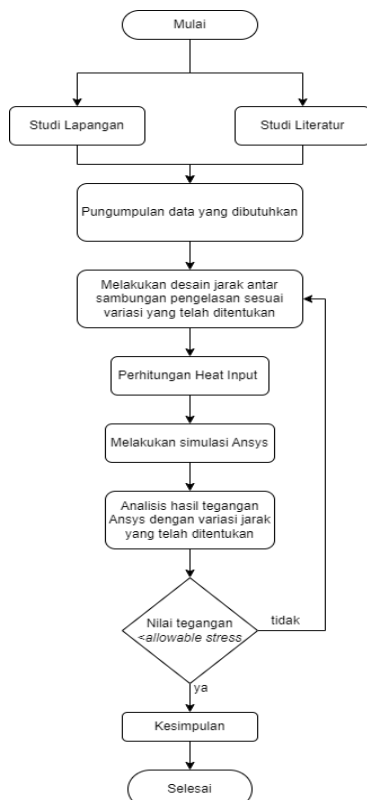 Mulai
Studi Lapangan
Studi Literatur
Pungumpulan data yang dibutuhkan
Melakukan desain jarak antar
sambungan pengelasan sesuai
variasi yang telah ditentukan
Perhitungan Heat Input
Melakukan simulasi Ansys
Analisis hasil tegangan
Ansys dengan variasi jarak
yang telah ditentukan
Nilai tegangan
<allowable stress
tidak
ya
Kesimpulan
Selesai